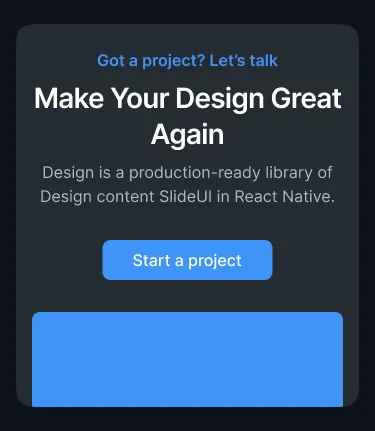 Got a project? Let’s talk
Make Your Design Great
Again
Design is a production-ready library of
Design content SlideUI in React Native.
Start a project